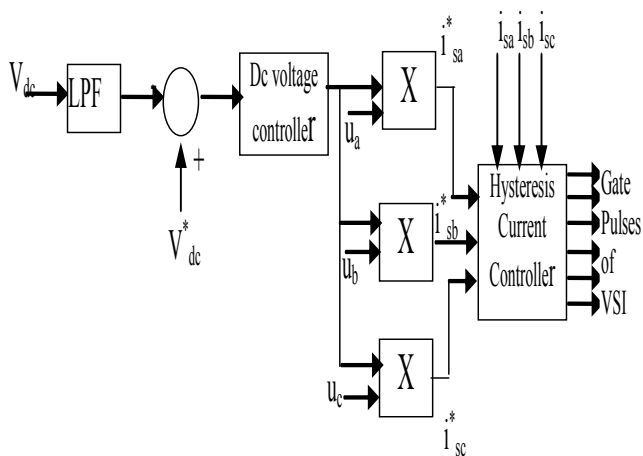 V_dc
LPF
+
V*_dc
Dc voltage
controller
X
u_a
i*_sa
X
u_b
i*_sb
X
u_c
i*_sc
i_sa i_sb i_sc
Hysteresis
Current
Controller
Gate
Pulses
of
VSI